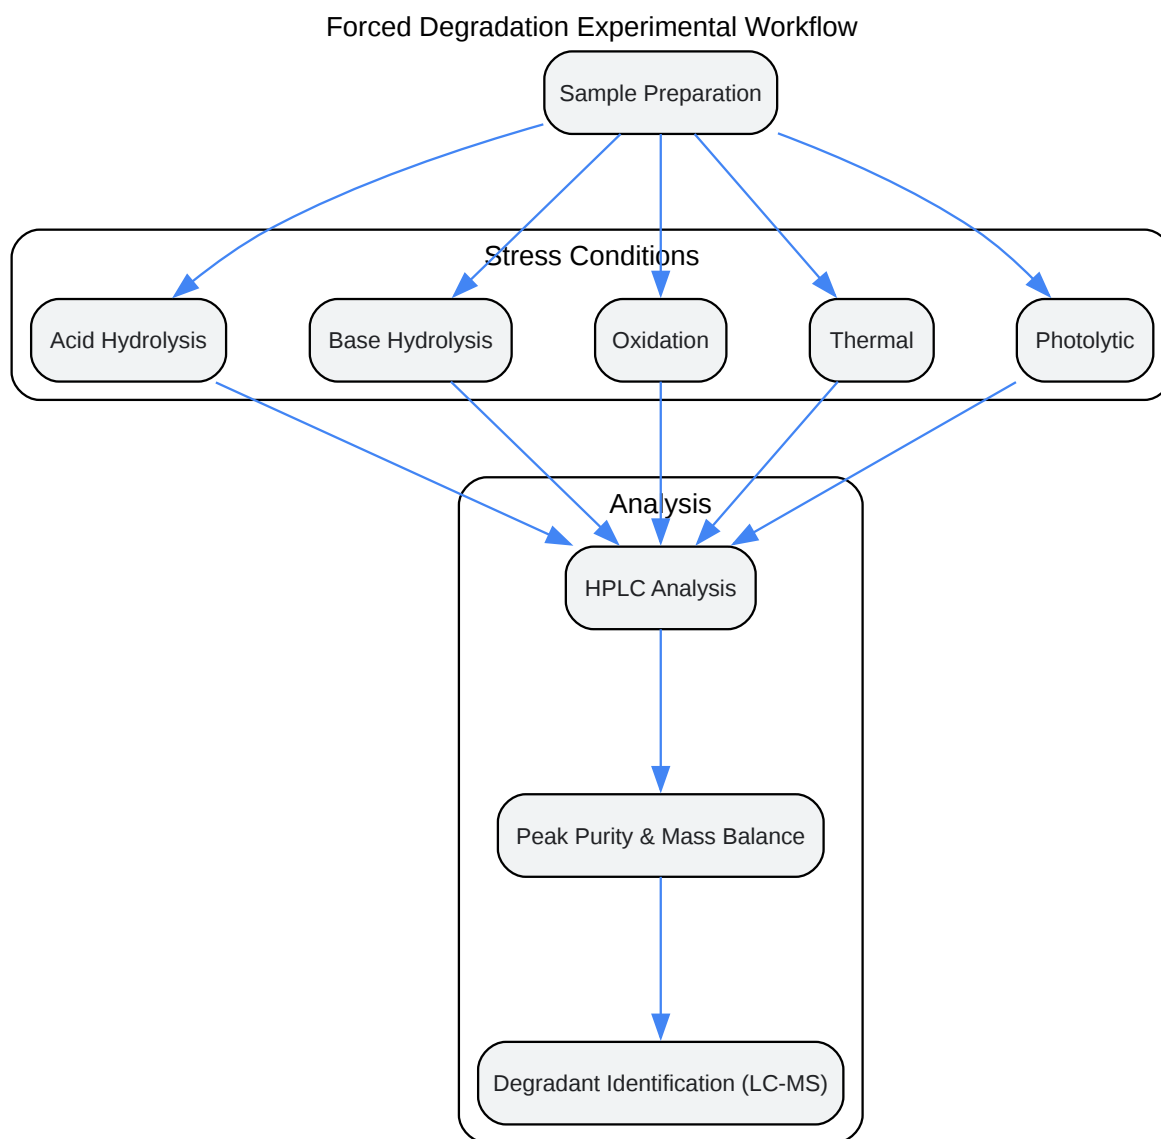 Forced Degradation Experimental Workflow
Sample Preparation
Stress Conditions
Acid Hydrolysis
Base Hydrolysis
Oxidation
Thermal
Photolytic
Analysis
HPLC Analysis
Peak Purity & Mass Balance
Degradant Identification (LC-MS)